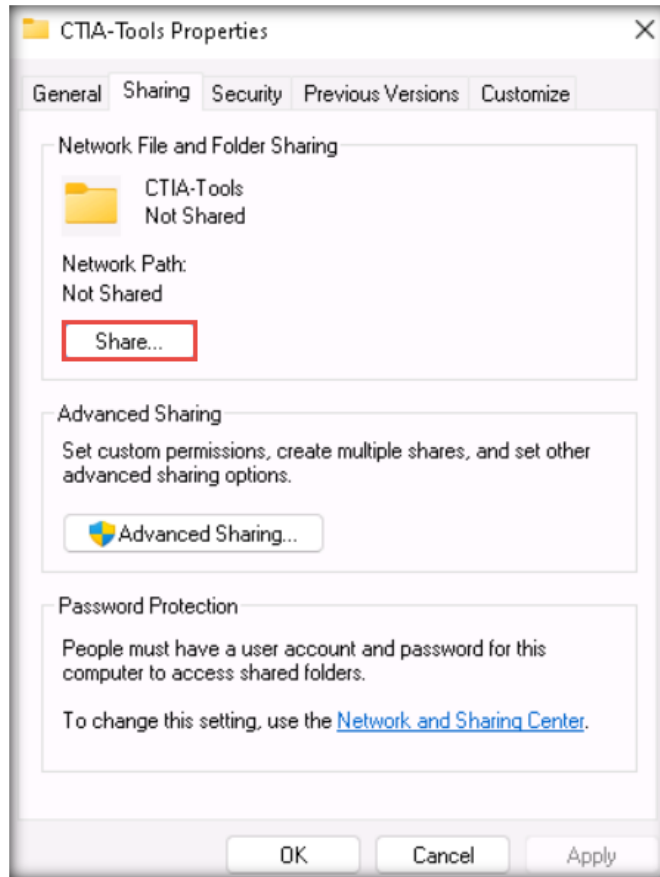 CTIA-Tools Properties
General Sharing Security Previous Versions Customize
Network File and Folder Sharing
CTIA-Tools
Not Shared
Network Path:
Not Shared
Share...
Advanced Sharing
Set custom permissions, create multiple shares, and set other
advanced sharing options.
Advanced Sharing...
Password Protection
People must have a user account and password for this
computer to access shared folders.
To change this setting, use the Network and Sharing Center.
OK Cancel Apply